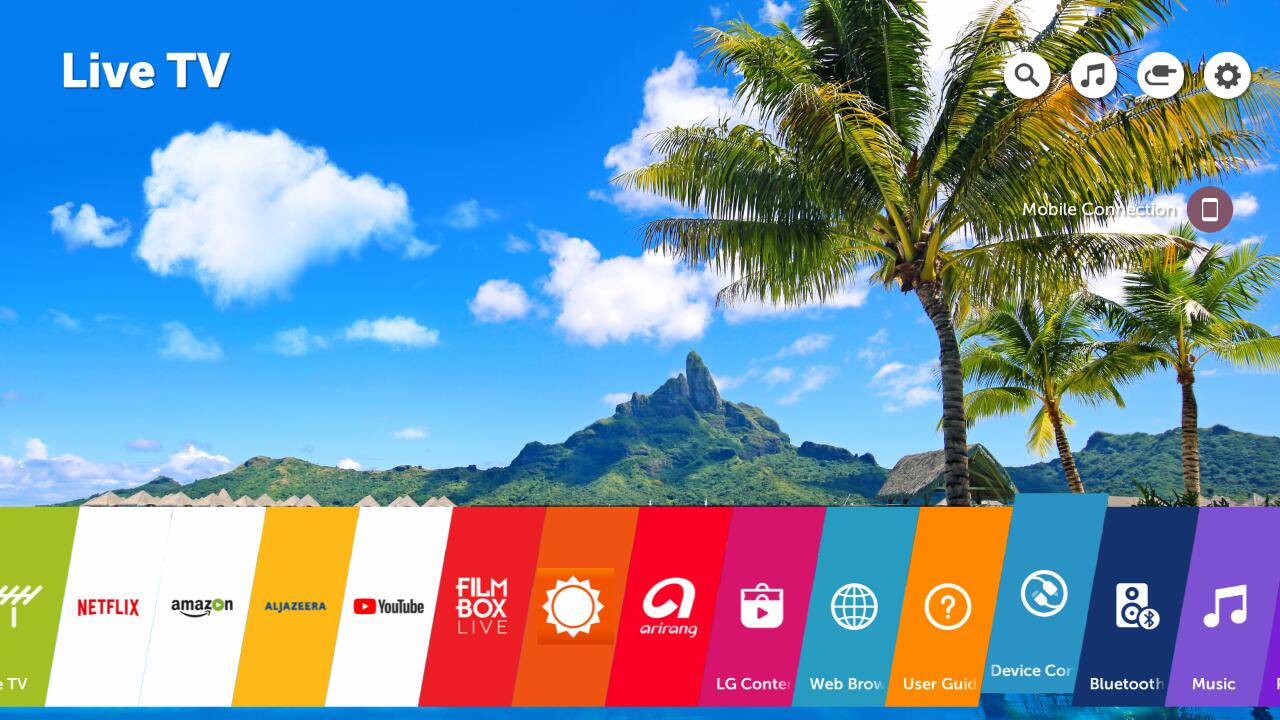 Live TV
Mobile Connection
NETFLIX
amazon
ALJAZEERA
YouTube
FILM
BOX
LIVE
arirang
e TV
LG Conte
Web Brow
User Guid
Device Cor
Bluetooth
Music